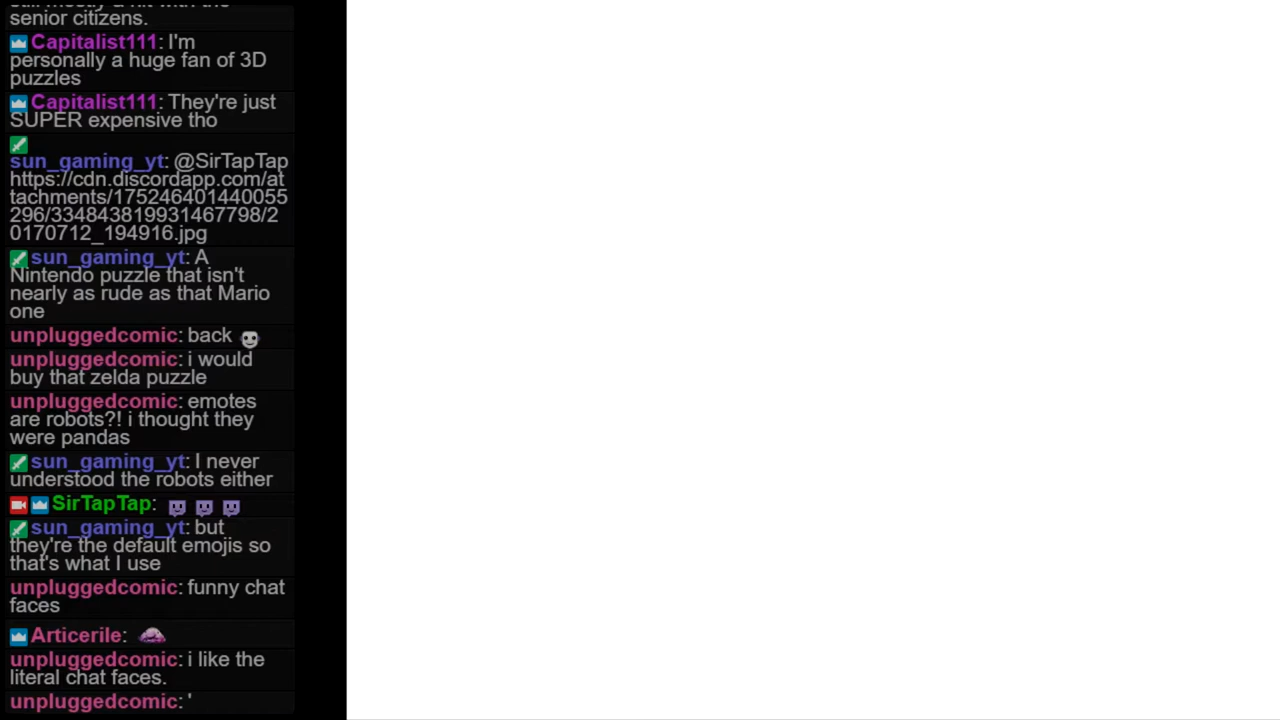 senior citizens.
Capitalist111: I'm
personally a huge fan of 3D
puzzles
Capitalist111: They're just
SUPER expensive tho
sun_gaming_yt: @SirTapTap
https://cdn.discordapp.com/at
tachments/175246401440055
296/334843819931467798/2
0170712_194916.jpg
sun_gaming_yt: A
Nintendo puzzle that isn't
nearly as rude as that Mario
one
unpluggedcomic: back
unpluggedcomic: i would
buy that zelda puzzle
unpluggedcomic: emotes
are robots?! i thought they
were pandas
sun_gaming_yt: I never
understood the robots either
SirTapTap:
sun_gaming_yt: but
they're the default emojis so
that's what I use
unpluggedcomic: funny chat
faces
Articerile:
unpluggedcomic: i like the
literal chat faces.
unpluggedcomic: '